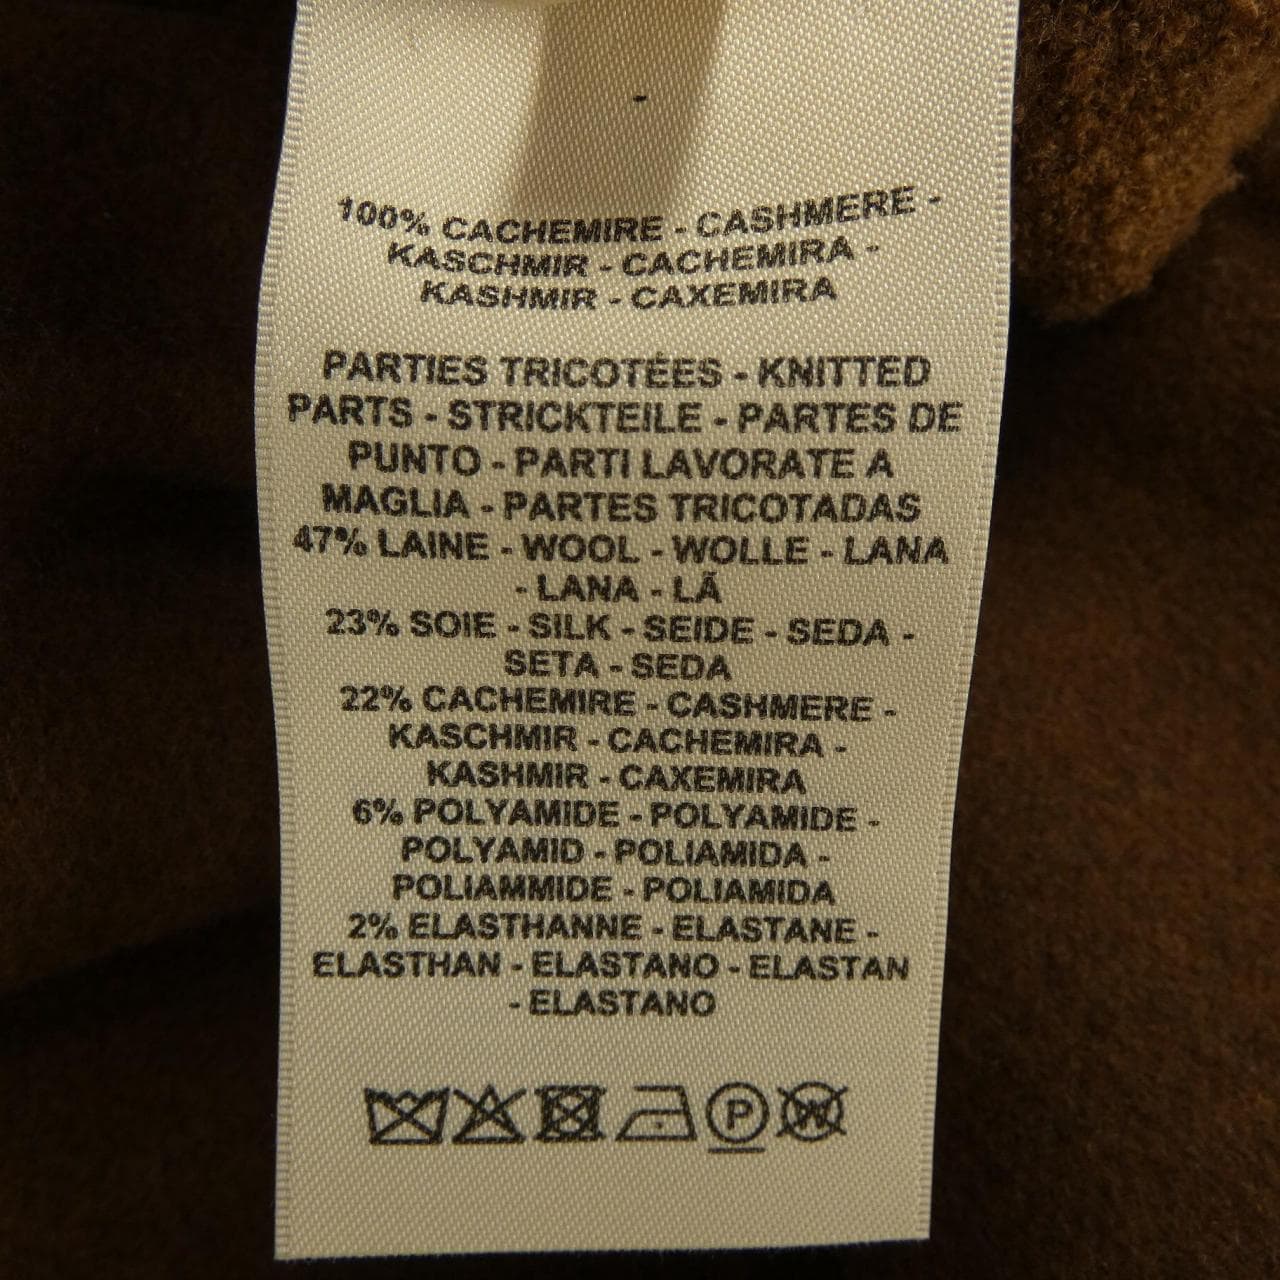 100% CACHEMIRE - CASHMERE -
KASCHMIR - CACHEMIRA -
KASHMIR - CAXEMIRA
PARTIES TRICOTÉES - KNITTED
PARTS - STRICKTEILE - PARTES DE
PUNTO - PARTI LAVORATE A
MAGLIA - PARTES TRICOTADAS
47% LAINE - WOOL - WOLLE - LANA
- LANA - LÃ
23% SOIE - SILK - SEIDE - SEDA -
SETA - SEDA
22% CACHEMIRE - CASHMERE -
KASCHMIR - CACHEMIRA -
KASHMIR - CAXEMIRA
6% POLYAMIDE - POLYAMIDE -
POLYAMID - POLIAMIDA -
POLIAMMIDE - POLIAMIDA
2% ELASTHANNE - ELASTANE -
ELASTHAN - ELASTANO - ELASTAN
- ELASTANO
P W